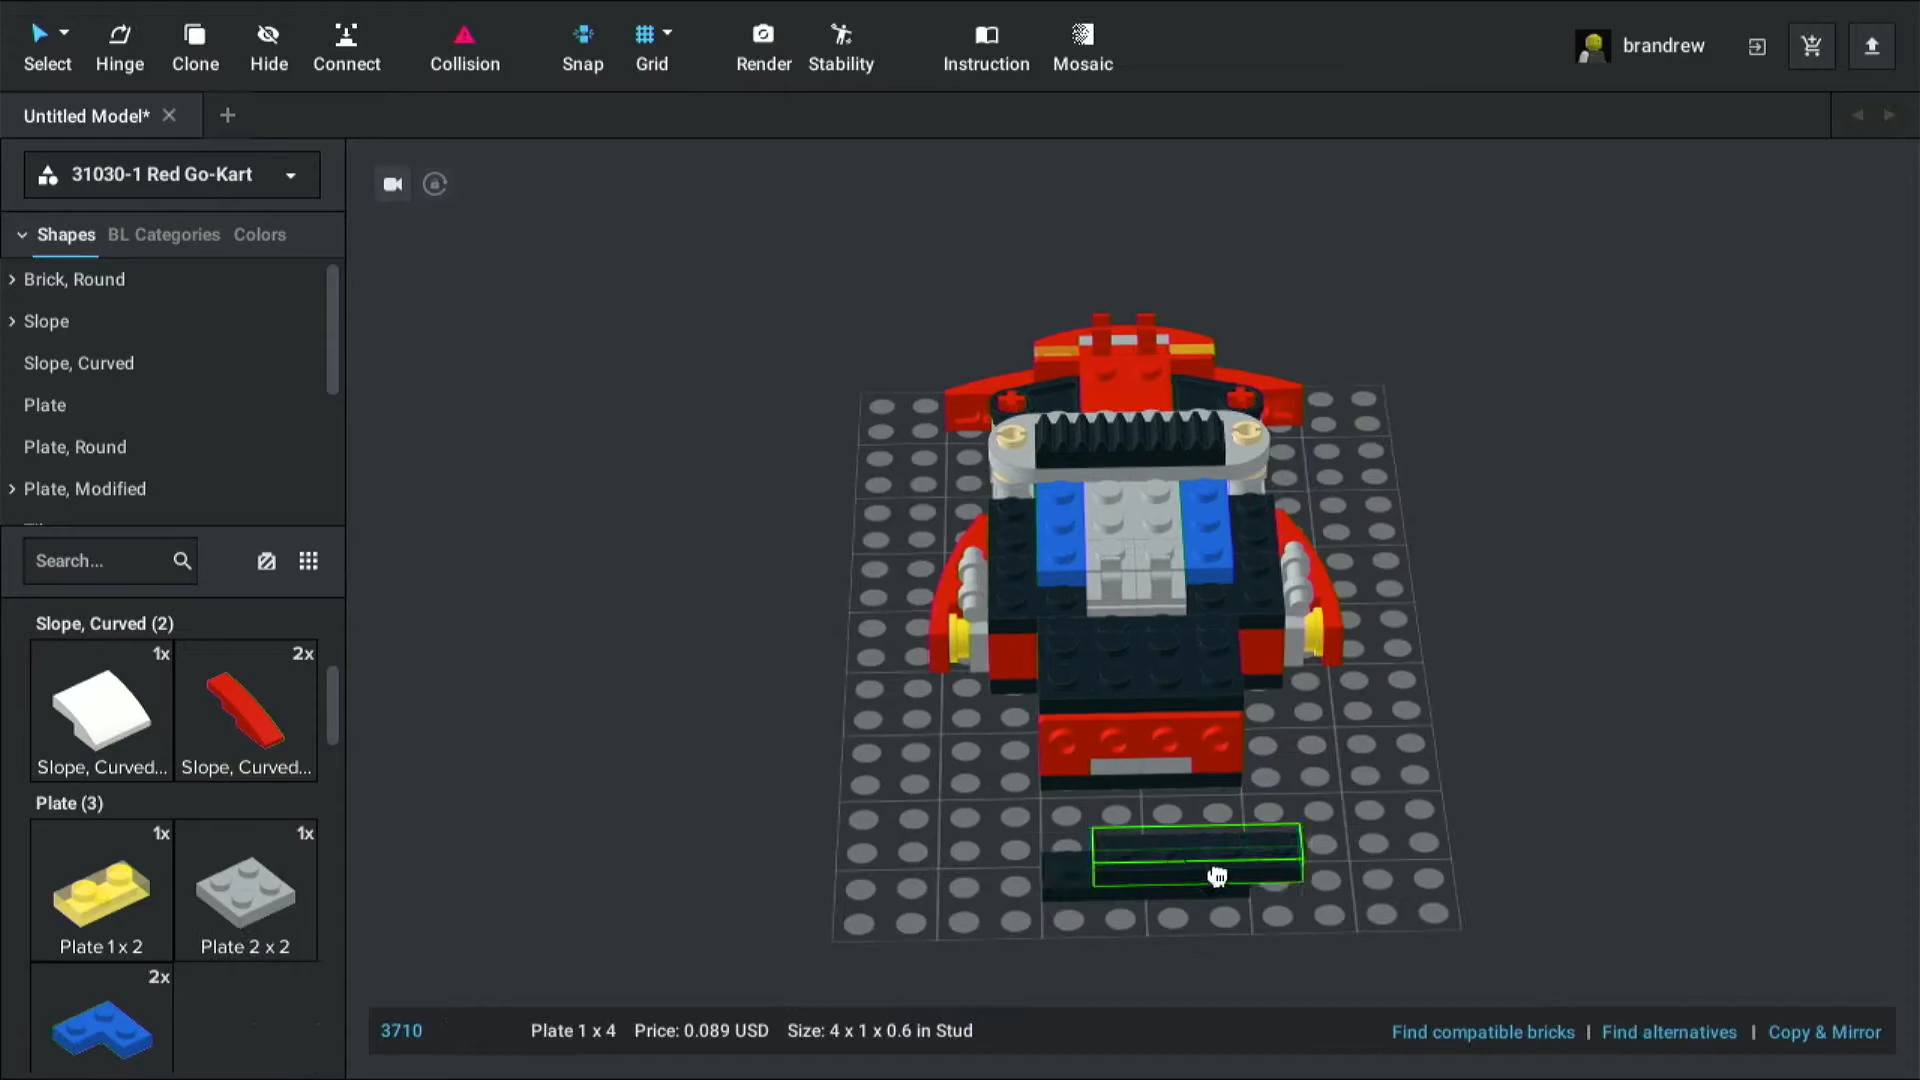 Select Hinge Clone Hide Connect Collision Snap Grid Render Stability Instruction Mosaic brandrew
Untitled Model*
31030-1 Red Go-Kart
Shapes BL Categories Colors
Brick, Round
Slope
Slope, Curved
Plate
Plate, Round
Plate, Modified
Search...
Slope, Curved (2)
1x 2x
Slope, Curved... Slope, Curved...
Plate (3)
1x 1x
Plate 1 x 2 Plate 2 x 2
2x
3710 Plate 1 x 4 Price: 0.089 USD Size: 4 x 1 x 0.6 in Stud Find compatible bricks | Find alternatives | Copy & Mirror